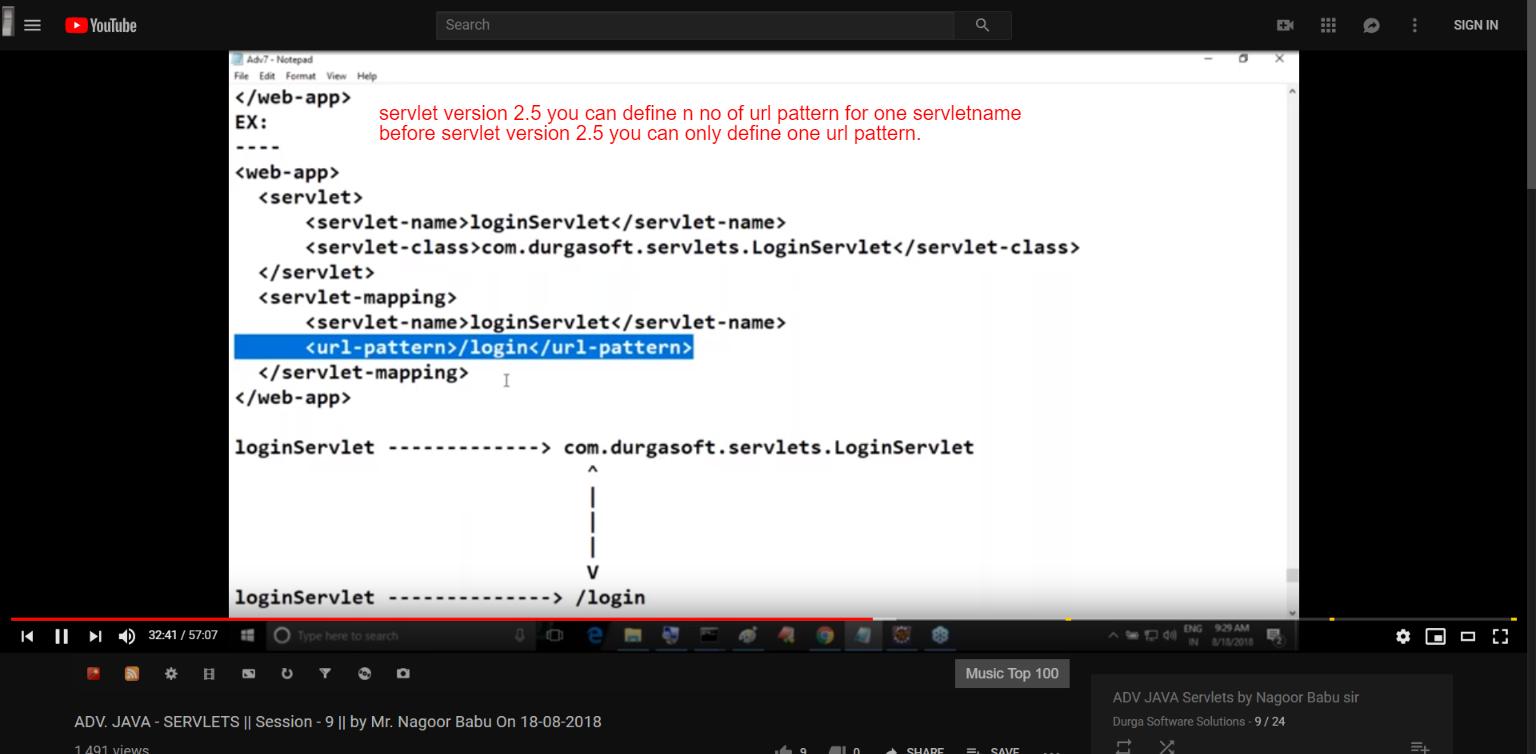 YouTube
Search
SIGN IN
Adv7 - Notepad
File Edit Format View Help
</web-app>
servlet version 2.5 you can define n no of url pattern for one servletname
before servlet version 2.5 you can only define one url pattern.
EX:
----
<web-app>
<servlet>
<servlet-name>loginServlet</servlet-name>
<servlet-class>com.durgasoft.servlets.LoginServlet</servlet-class>
</servlet>
<servlet-mapping>
<servlet-name>loginServlet</servlet-name>
<url-pattern>/login</url-pattern>
</servlet-mapping>
</web-app>
loginServlet -------------> com.durgasoft.servlets.LoginServlet
^
|
|
|
V
loginServlet --------------> /login
32:41 / 57:07
Type here to search
ENG
IN
9:29 AM
8/18/2018
2
Music Top 100
ADV. JAVA - SERVLETS || Session - 9 || by Mr. Nagoor Babu On 18-08-2018
1,491 views
9
0
SHARE
SAVE
ADV JAVA Servlets by Nagoor Babu sir
Durga Software Solutions - 9 / 24